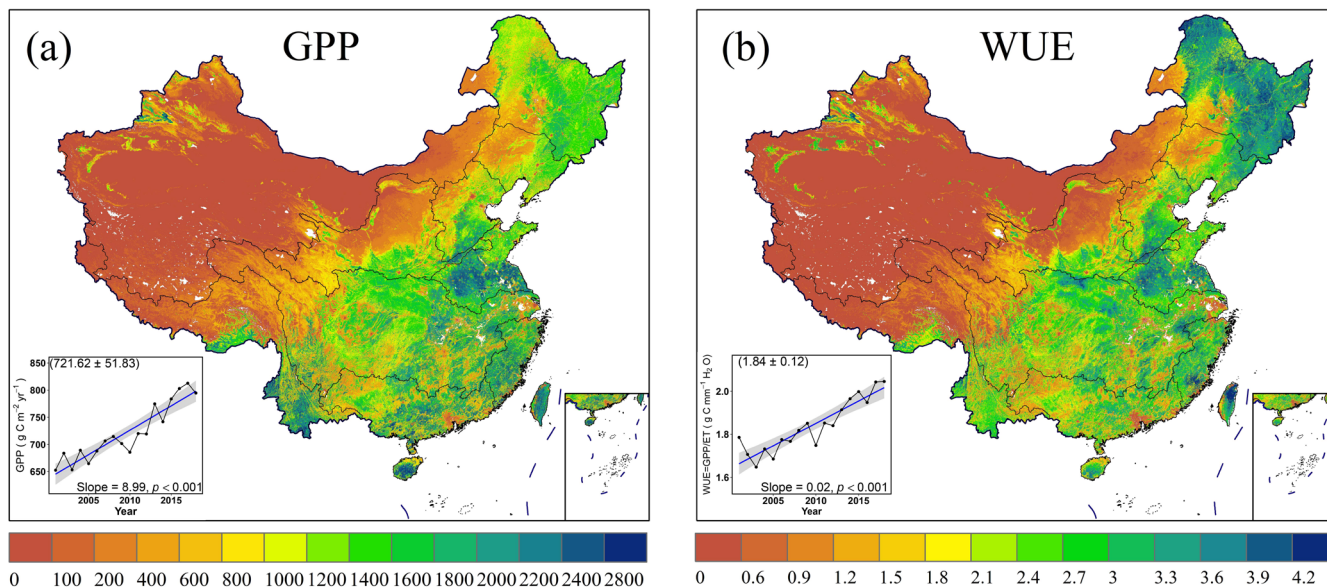 (a) GPP
(721.62 ± 51.83)
GPP ( g C m⁻² yr⁻¹ )
850
800
750
700
650
Slope = 8.99, p < 0.001
2005 2010 2015
Year
0 100 200 400 600 800 1000 1200 1400 1600 1800 2000 2200 2400 2800
(b) WUE
(1.84 ± 0.12)
WUE=GPP/ET ( g C mm⁻¹ H₂ O )
2.0
1.8
1.6
Slope = 0.02, p < 0.001
2005 2010 2015
Year
0 0.6 0.9 1.2 1.5 1.8 2.1 2.4 2.7 3 3.3 3.6 3.9 4.2